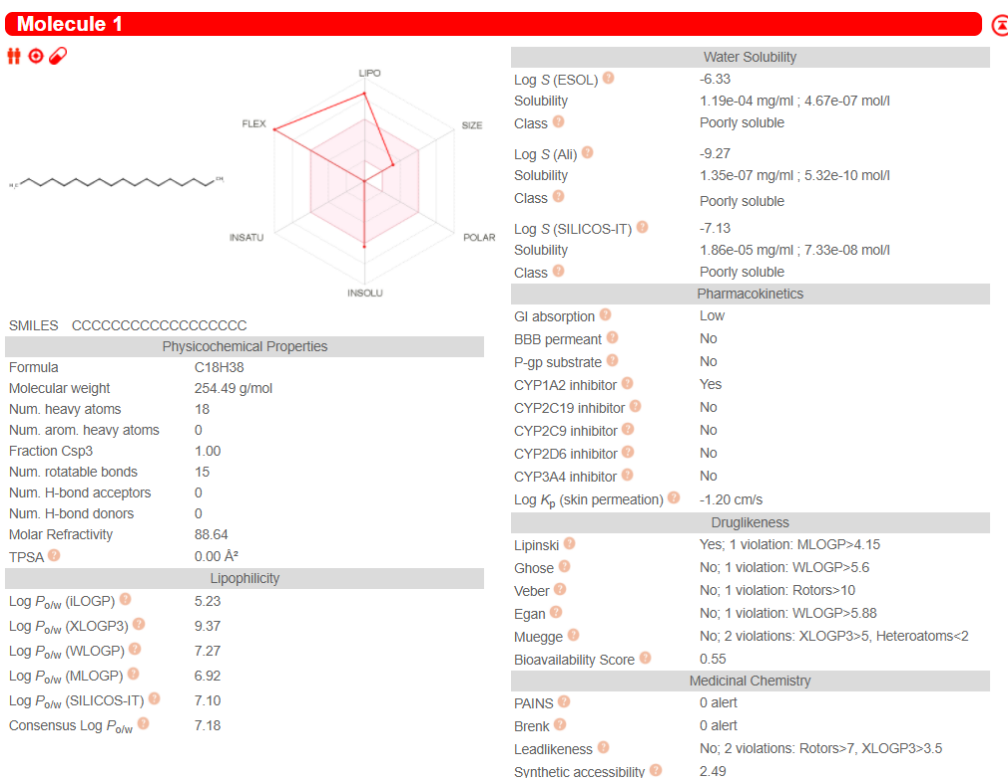 Molecule 1
LIPO
FLEX
SIZE
INSATU
POLAR
INSOLU
H3C
CH3
SMILES CCCCCCCCCCCCCCCCCC
Physicochemical Properties
Formula C18H38
Molecular weight 254.49 g/mol
Num. heavy atoms 18
Num. arom. heavy atoms 0
Fraction Csp3 1.00
Num. rotatable bonds 15
Num. H-bond acceptors 0
Num. H-bond donors 0
Molar Refractivity 88.64
TPSA ? 0.00 Å²
Lipophilicity
Log Po/w (iLOGP) ? 5.23
Log Po/w (XLOGP3) ? 9.37
Log Po/w (WLOGP) ? 7.27
Log Po/w (MLOGP) ? 6.92
Log Po/w (SILICOS-IT) ? 7.10
Consensus Log Po/w ? 7.18
Water Solubility
Log S (ESOL) ? -6.33
Solubility 1.19e-04 mg/ml ; 4.67e-07 mol/l
Class ? Poorly soluble
Log S (Ali) ? -9.27
Solubility 1.35e-07 mg/ml ; 5.32e-10 mol/l
Class ? Poorly soluble
Log S (SILICOS-IT) ? -7.13
Solubility 1.86e-05 mg/ml ; 7.33e-08 mol/l
Class ? Poorly soluble
Pharmacokinetics
GI absorption ? Low
BBB permeant ? No
P-gp substrate ? No
CYP1A2 inhibitor ? Yes
CYP2C19 inhibitor ? No
CYP2C9 inhibitor ? No
CYP2D6 inhibitor ? No
CYP3A4 inhibitor ? No
Log Kp (skin permeation) ? -1.20 cm/s
Druglikeness
Lipinski ? Yes; 1 violation: MLOGP>4.15
Ghose ? No; 1 violation: WLOGP>5.6
Veber ? No; 1 violation: Rotors>10
Egan ? No; 1 violation: WLOGP>5.88
Muegge ? No; 2 violations: XLOGP3>5, Heteroatoms<2
Bioavailability Score ? 0.55
Medicinal Chemistry
PAINS ? 0 alert
Brenk ? 0 alert
Leadlikeness ? No; 2 violations: Rotors>7, XLOGP3>3.5
Synthetic accessibility ? 2.49